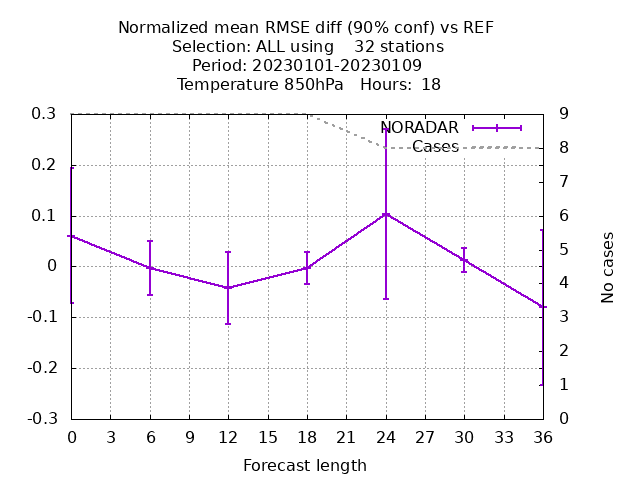 Normalized mean RMSE diff (90% conf) vs REF
Selection: ALL using    32 stations
Period: 20230101-20230109
Temperature 850hPa   Hours:  18
0.3
0.2
0.1
0
-0.1
-0.2
-0.3
NORADAR
Cases
9
8
7
6
5
4
3
2
1
0
No cases
0 3 6 9 12 15 18 21 24 27 30 33 36
Forecast length